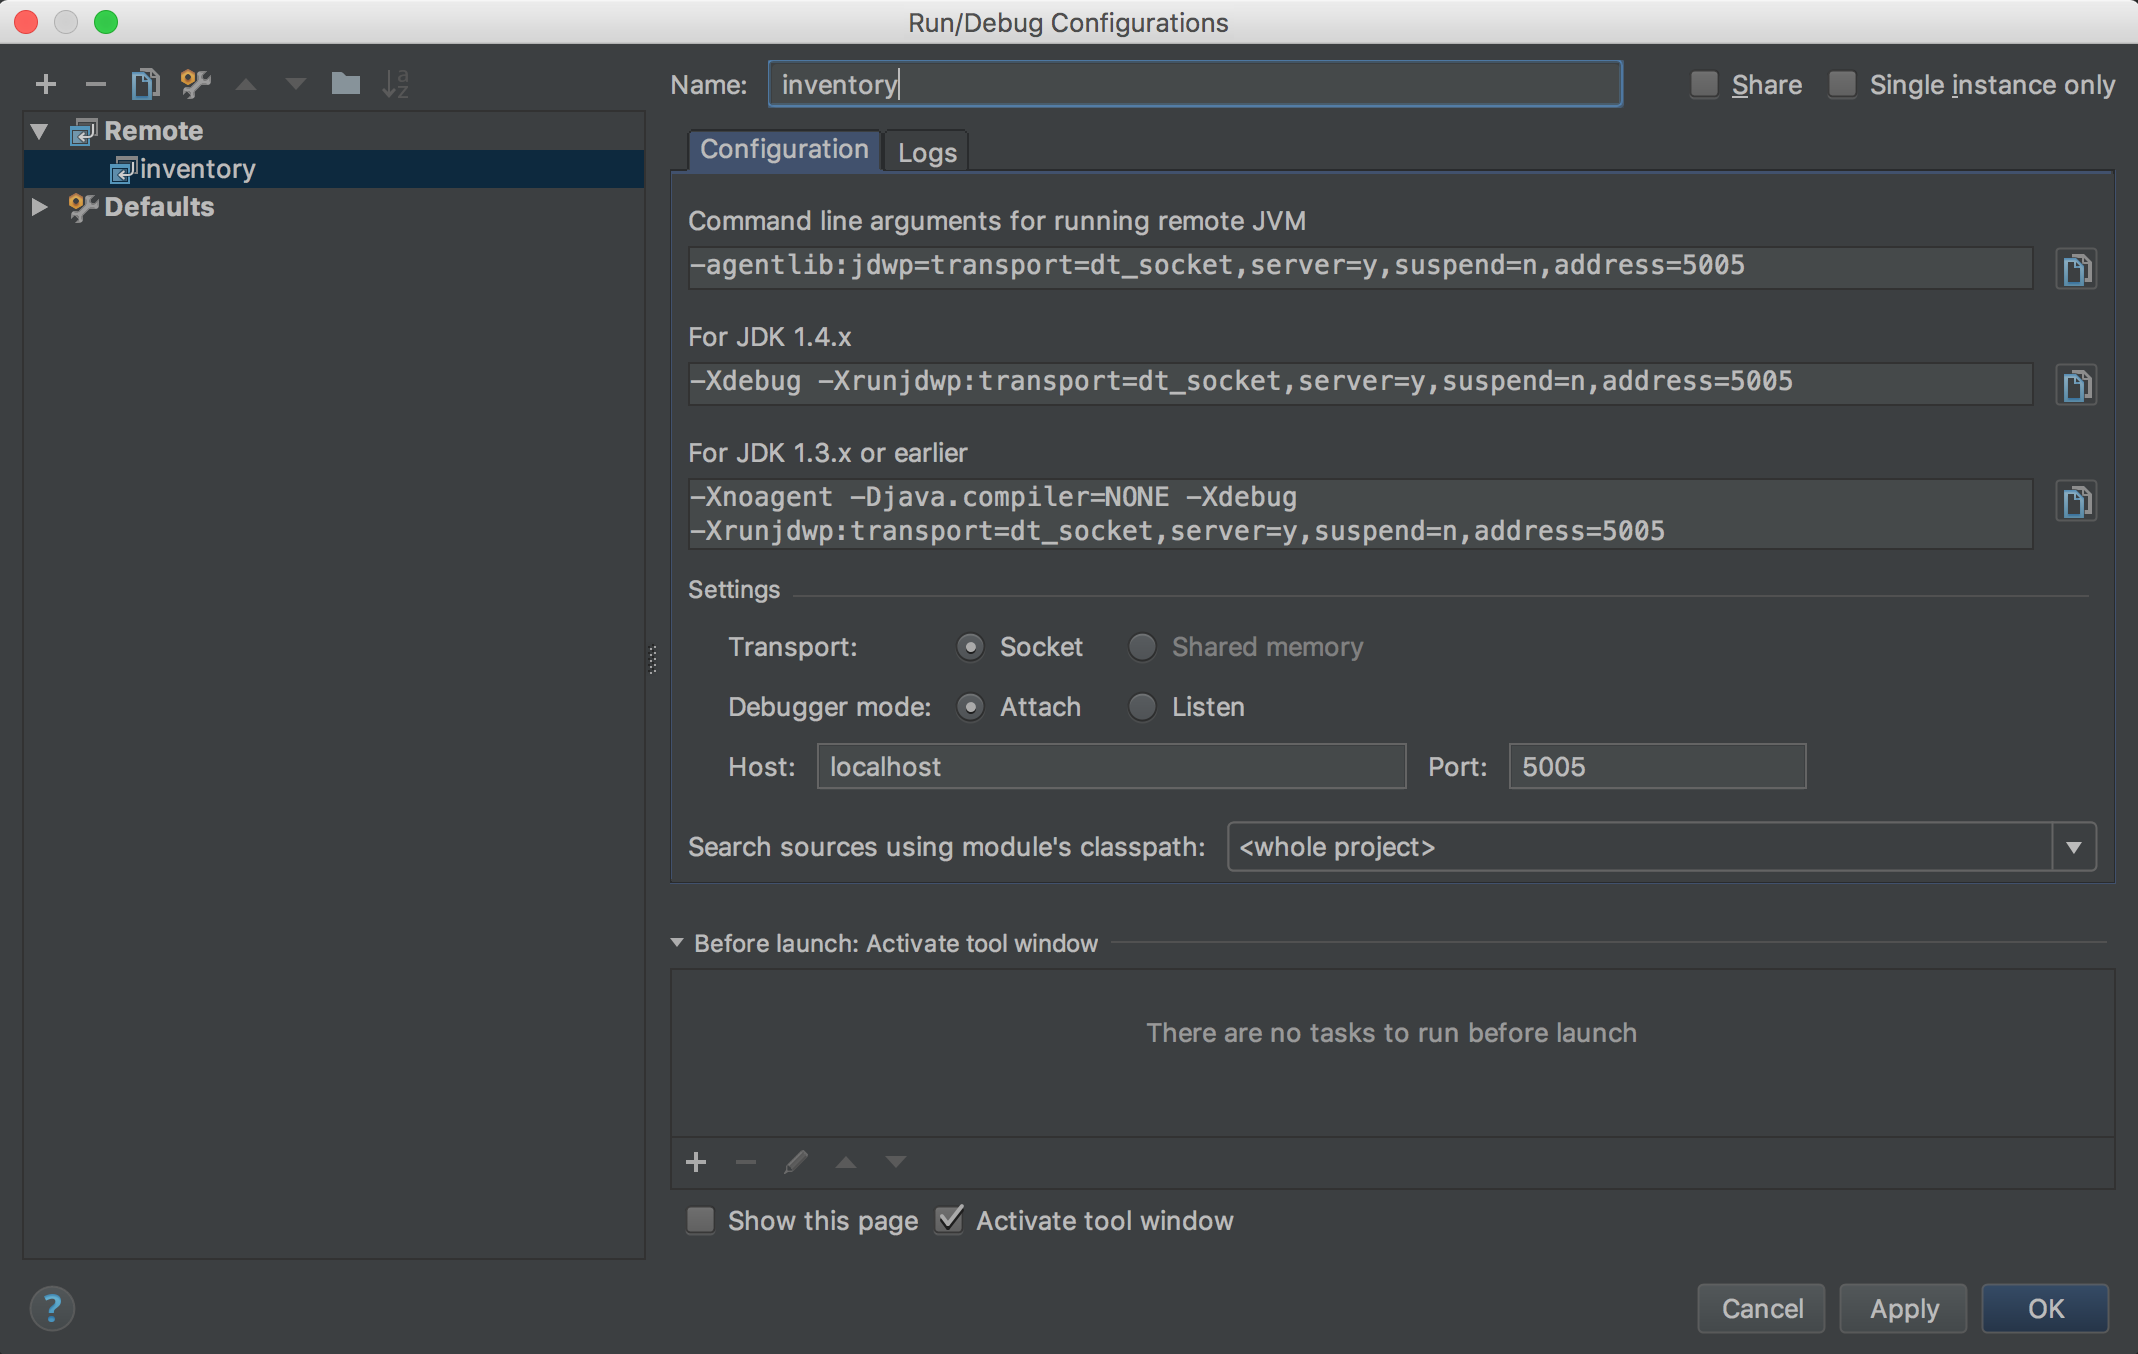 Run/Debug Configurations
Name: inventory
Share
Single instance only
Remote
inventory
Defaults
Configuration
Logs
Command line arguments for running remote JVM
-agentlib:jdwp=transport=dt_socket,server=y,suspend=n,address=5005
For JDK 1.4.x
-Xdebug -Xrunjdwp:transport=dt_socket,server=y,suspend=n,address=5005
For JDK 1.3.x or earlier
-Xnoagent -Djava.compiler=NONE -Xdebug
-Xrunjdwp:transport=dt_socket,server=y,suspend=n,address=5005
Settings
Transport: Socket Shared memory
Debugger mode: Attach Listen
Host: localhost Port: 5005
Search sources using module's classpath: <whole project>
Before launch: Activate tool window
There are no tasks to run before launch
Show this page Activate tool window
? Cancel Apply OK